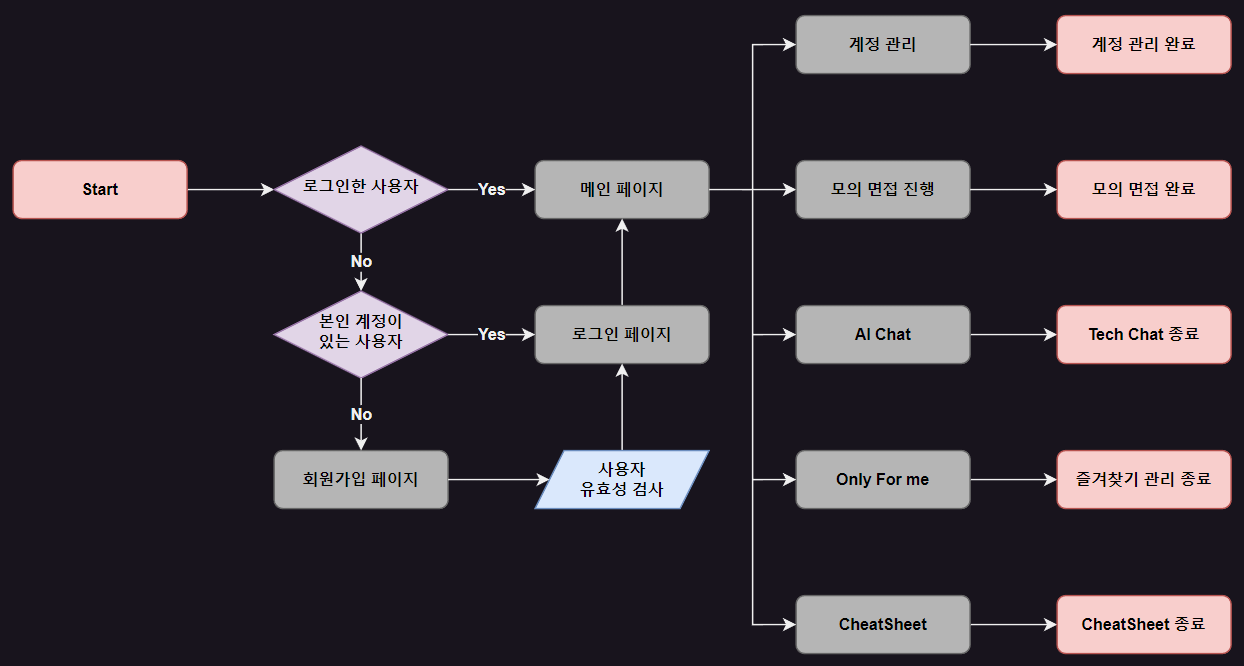 계정 관리
계정 관리 완료
Start
로그인한 사용자
Yes
메인 페이지
모의 면접 진행
모의 면접 완료
No
본인 계정이
있는 사용자
Yes
로그인 페이지
AI Chat
Tech Chat 종료
No
회원가입 페이지
사용자
유효성 검사
Only For me
즐겨찾기 관리 종료
CheatSheet
CheatSheet 종료